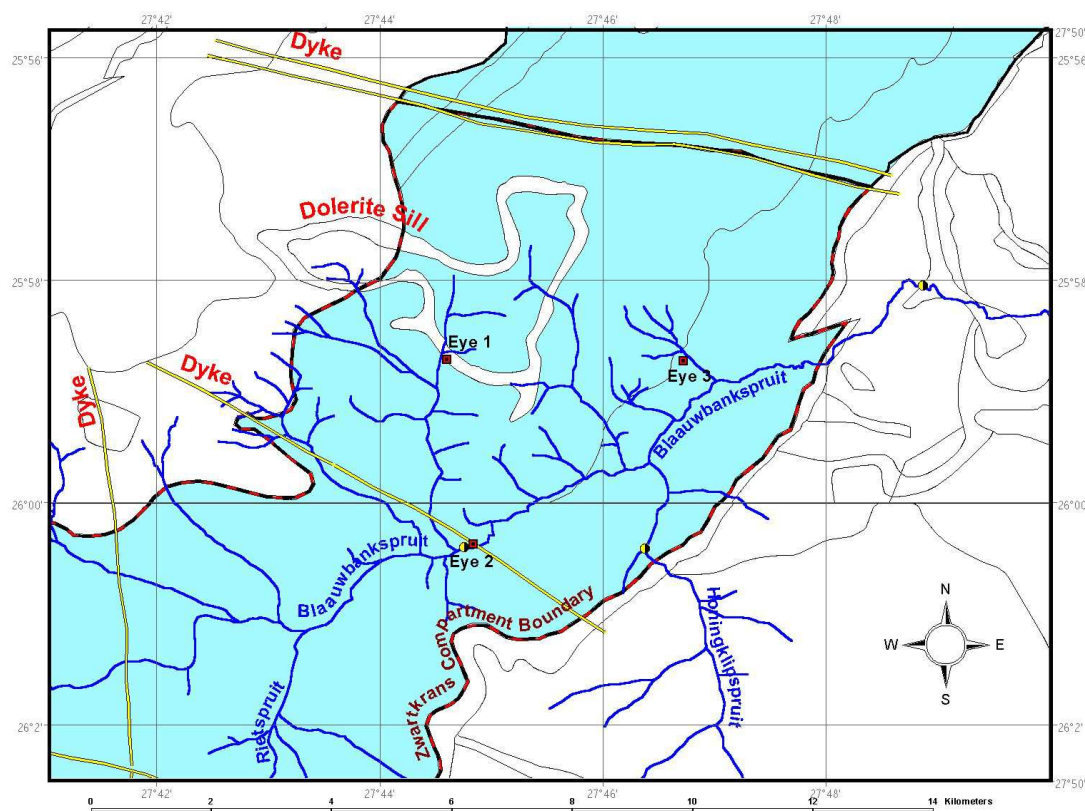 27°42' 27°44' 27°46' 27°48' 27°50'
25°56' 25°56'
Dyke
Dolerite Sill
25°58' 25°58'
Eye 1
Eye 3
Dyke
Dyke
Blaauwbankspruit
26°00' 26°00'
Eye 2
Blaauwbankspruit
Zwartkrans Compartment Boundary
Honingklipspruit
Rietspruit
N
W E
S
26°2' 26°2'
27°42' 27°44' 27°46' 27°48' 27°50'
0 2 4 6 8 10 12 14 Kilometers